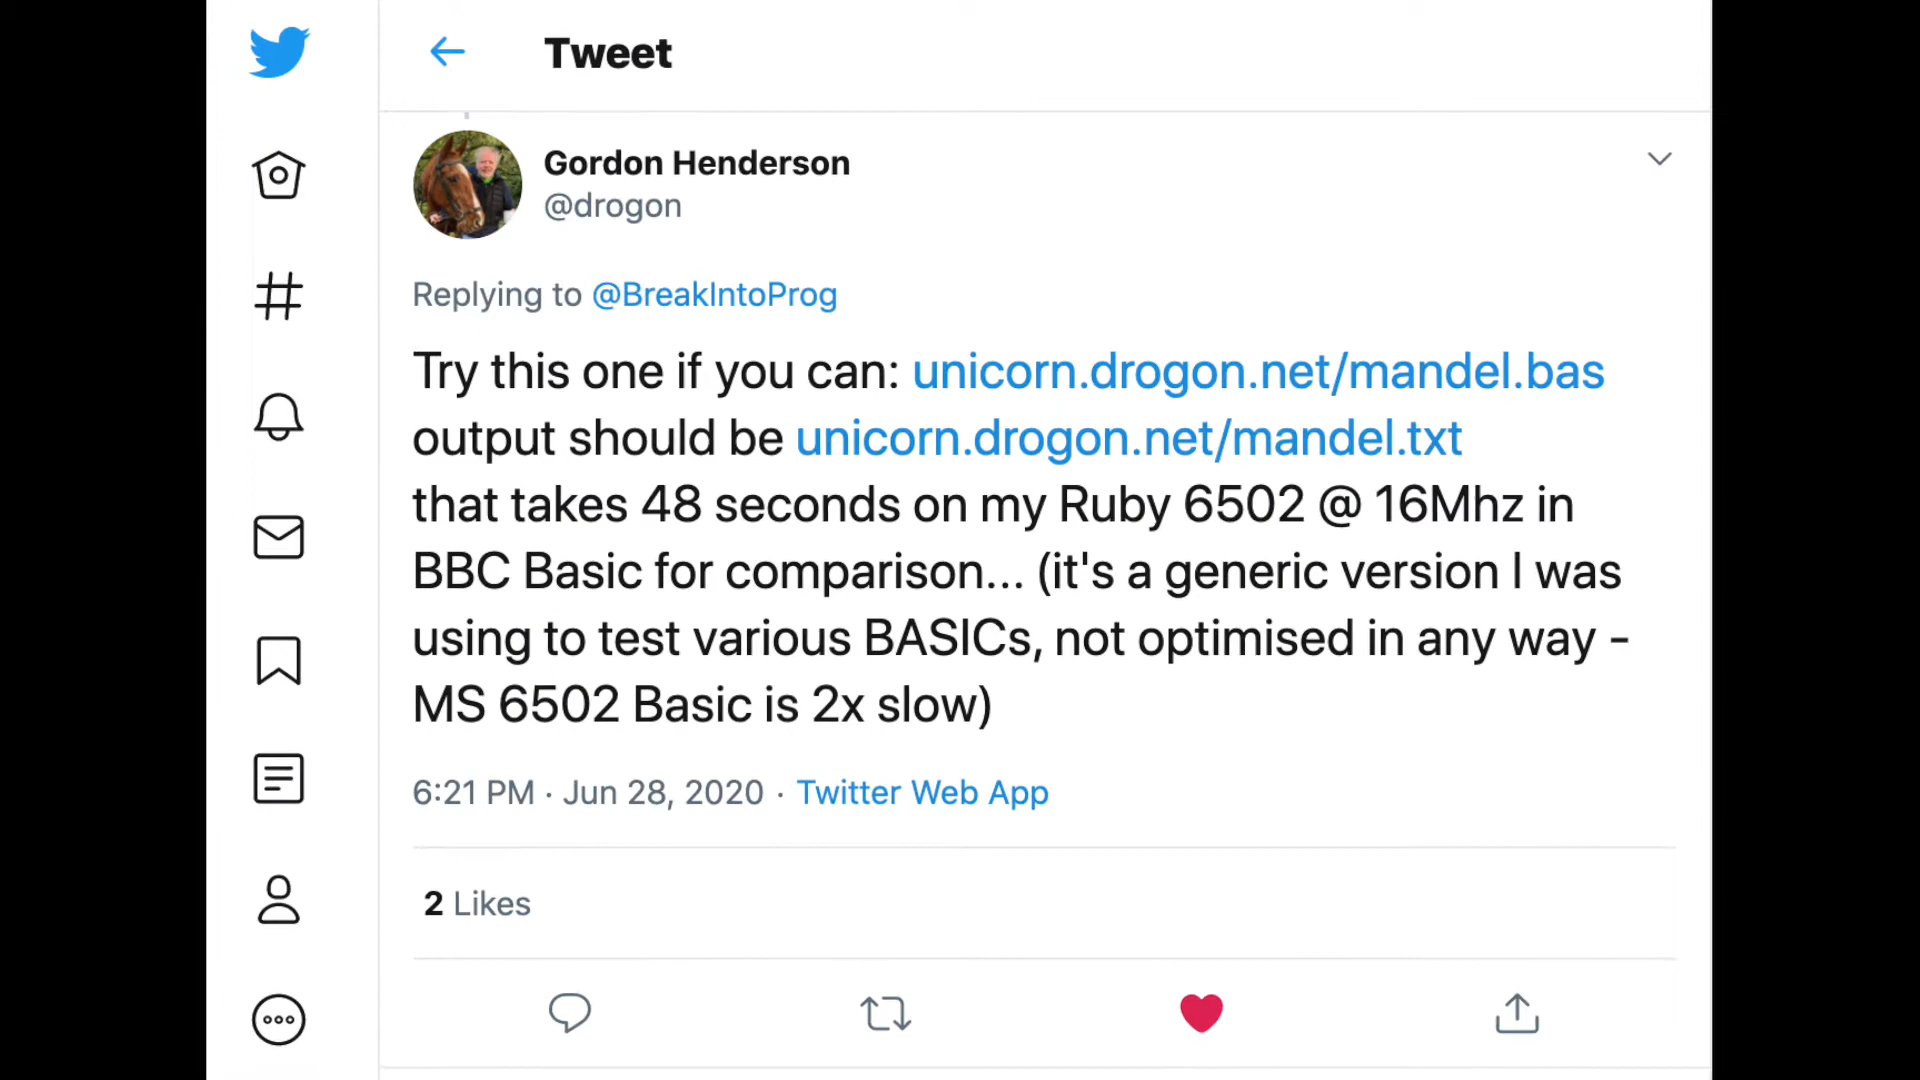 Tweet
Gordon Henderson
@drogon
Replying to @BreakIntoProg
Try this one if you can: unicorn.drogon.net/mandel.bas
output should be unicorn.drogon.net/mandel.txt
that takes 48 seconds on my Ruby 6502 @ 16Mhz in
BBC Basic for comparison... (it's a generic version I was
using to test various BASICs, not optimised in any way -
MS 6502 Basic is 2x slow)
6:21 PM · Jun 28, 2020 · Twitter Web App
2 Likes